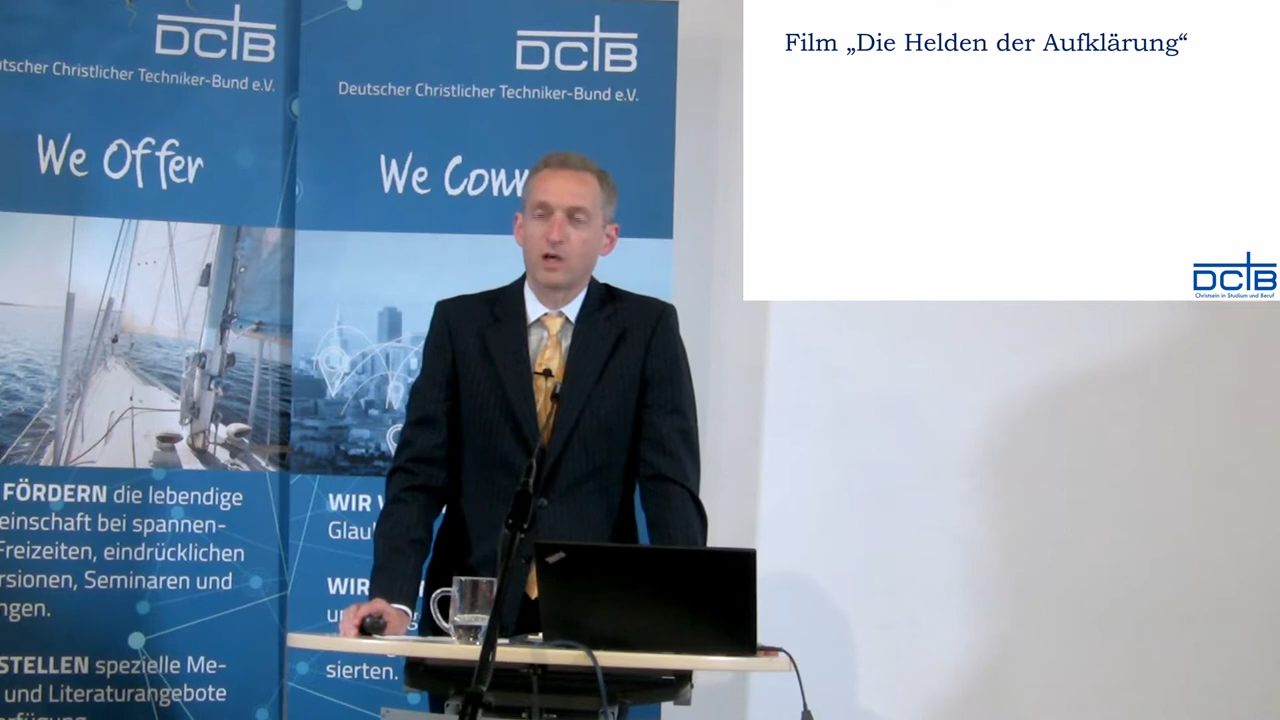 DCTB
utscher Christlicher Techniker-Bund e.V.
We Offer
FÖRDERN die lebendige
einschaft bei spannen-
Freizeiten, eindrücklichen
rsionen, Seminaren und
ngen.
STELLEN spezielle Me-
und Literaturangebote
DCTB
Deutscher Christlicher Techniker-Bund e.V.
We Conn
WIR
Glau
WIR
sierten.
Film „Die Helden der Aufklärung“
DCTB
Christsein in Studium und Beruf